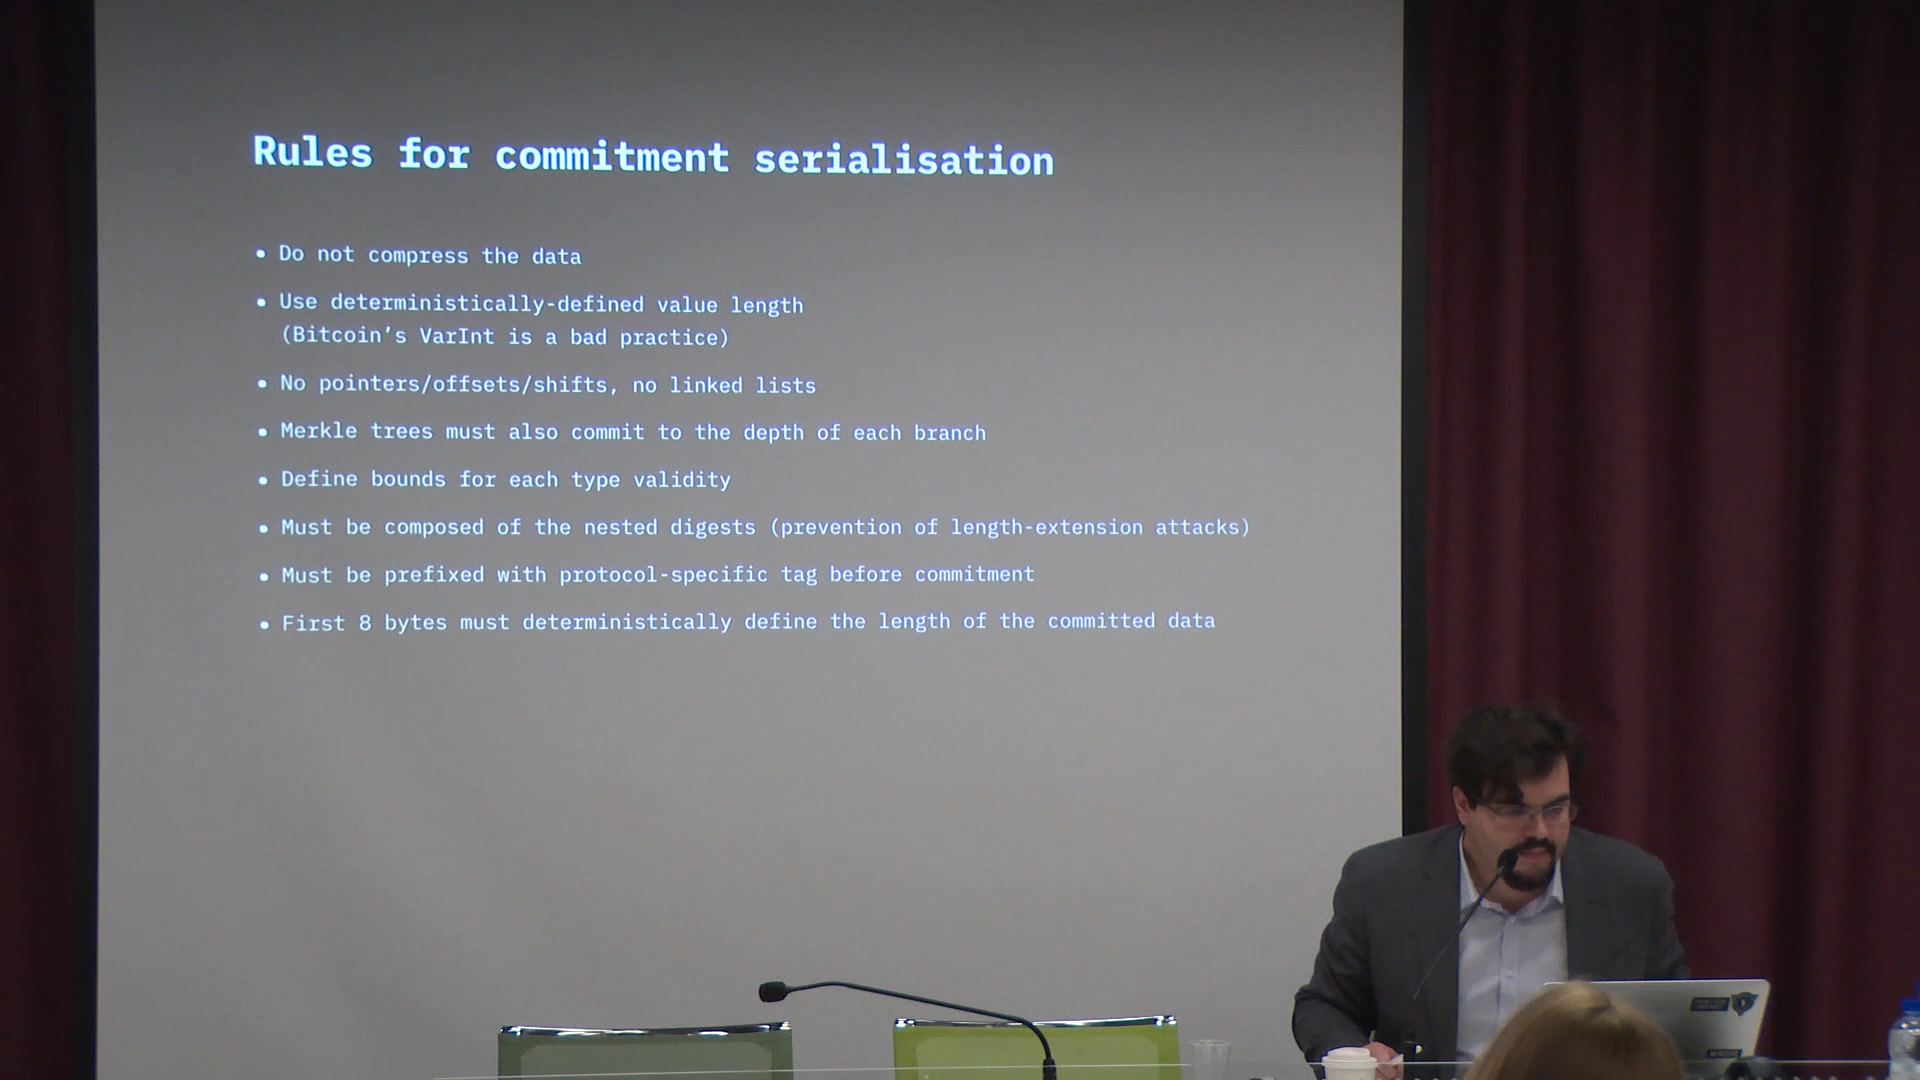 Rules for commitment serialisation
• Do not compress the data
• Use deterministically-defined value length
(Bitcoin’s VarInt is a bad practice)
• No pointers/offsets/shifts, no linked lists
• Merkle trees must also commit to the depth of each branch
• Define bounds for each type validity
• Must be composed of the nested digests (prevention of length-extension attacks)
• Must be prefixed with protocol-specific tag before commitment
• First 8 bytes must deterministically define the length of the committed data